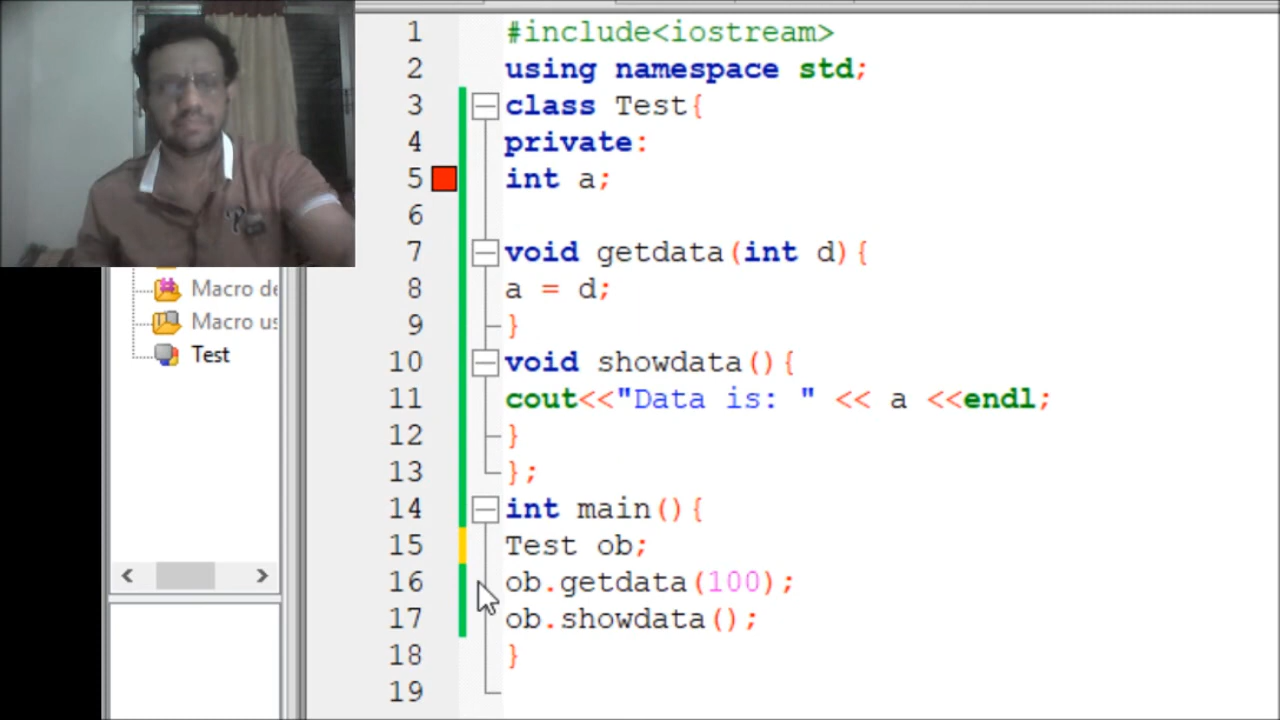 1 #include<iostream>
2 using namespace std;
3 class Test{
4 private:
5 int a;
6
7 void getdata(int d){
8 a = d;
9 }
10 void showdata(){
11 cout<<"Data is: " << a <<endl;
12 }
13 };
14 int main(){
15 Test ob;
16 ob.getdata(100);
17 ob.showdata();
18 }
19
Macro de
Macro us
Test